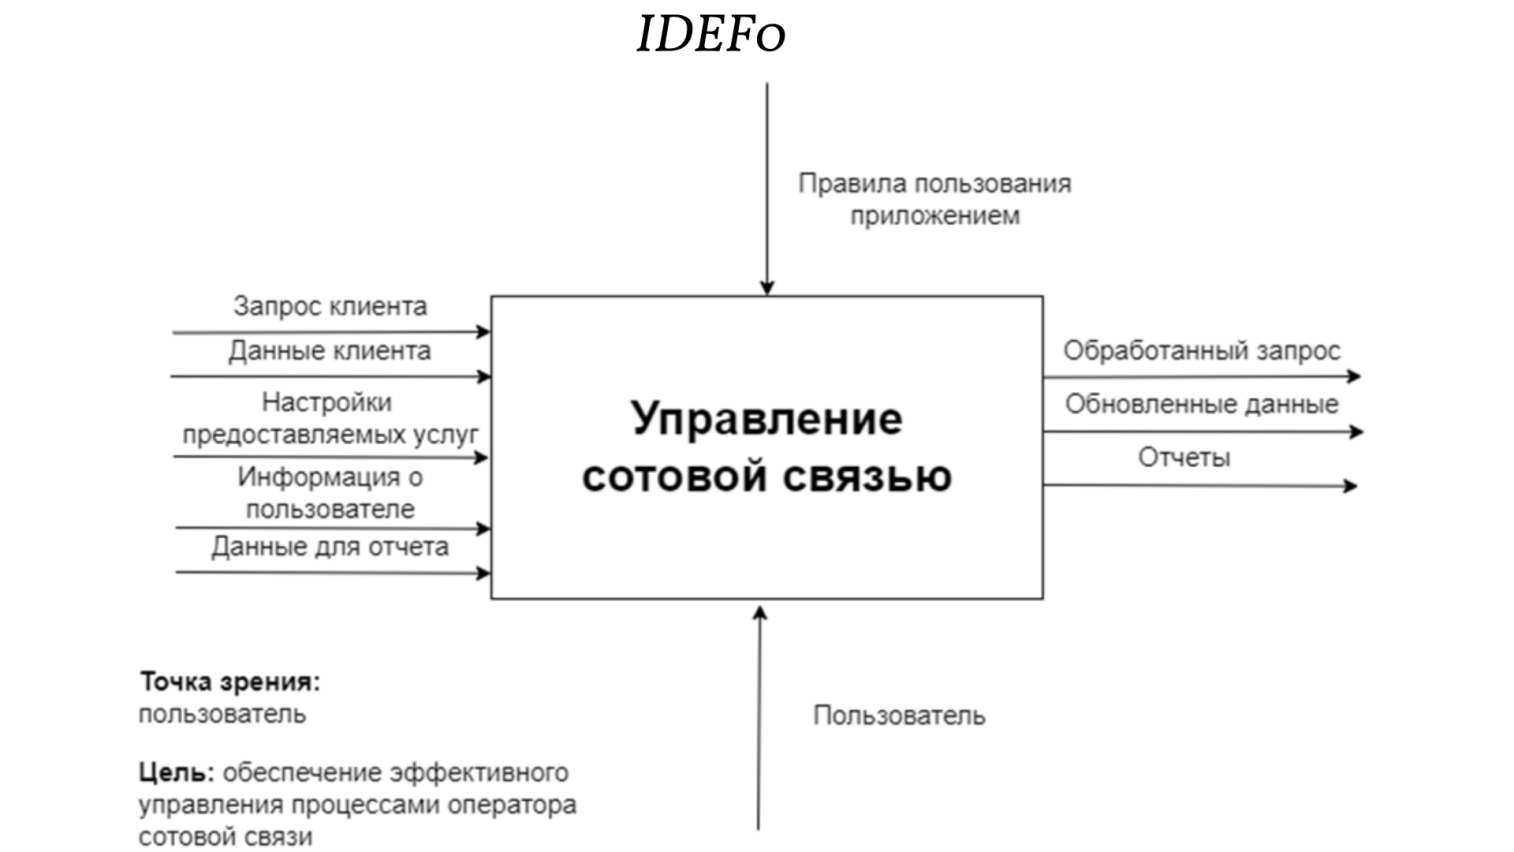 IDEF0
Правила пользования
приложением
Запрос клиента
Данные клиента
Настройки
предоставляемых услуг
Информация о
пользователе
Данные для отчета
Управление
сотовой связью
Обработанный запрос
Обновленные данные
Отчеты
Пользователь
Точка зрения:
пользователь
Цель: обеспечение эффективного
управления процессами оператора
сотовой связи